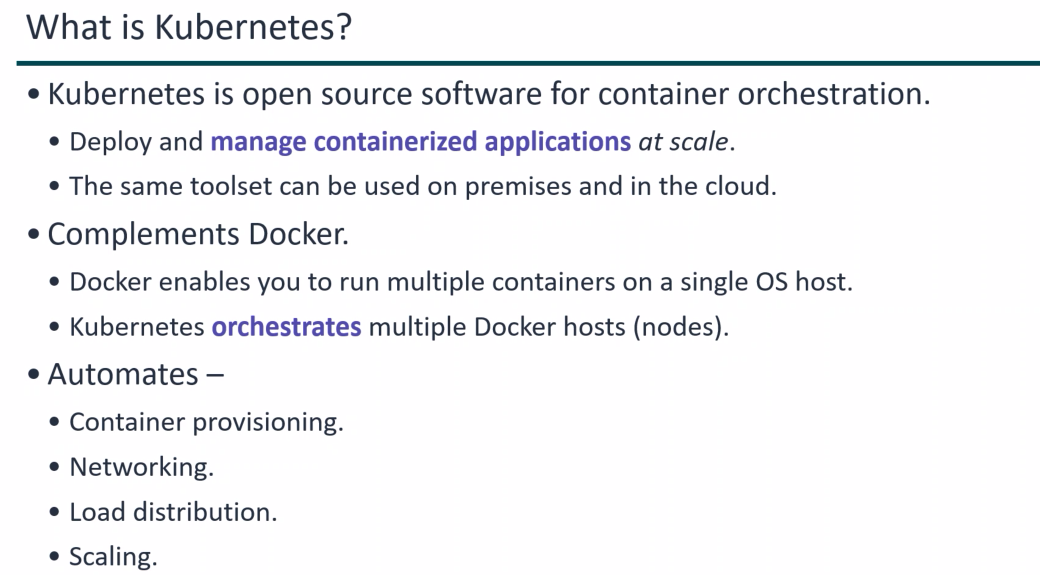 What is Kubernetes?
• Kubernetes is open source software for container orchestration.
• Deploy and manage containerized applications at scale.
• The same toolset can be used on premises and in the cloud.
• Complements Docker.
• Docker enables you to run multiple containers on a single OS host.
• Kubernetes orchestrates multiple Docker hosts (nodes).
• Automates –
• Container provisioning.
• Networking.
• Load distribution.
• Scaling.